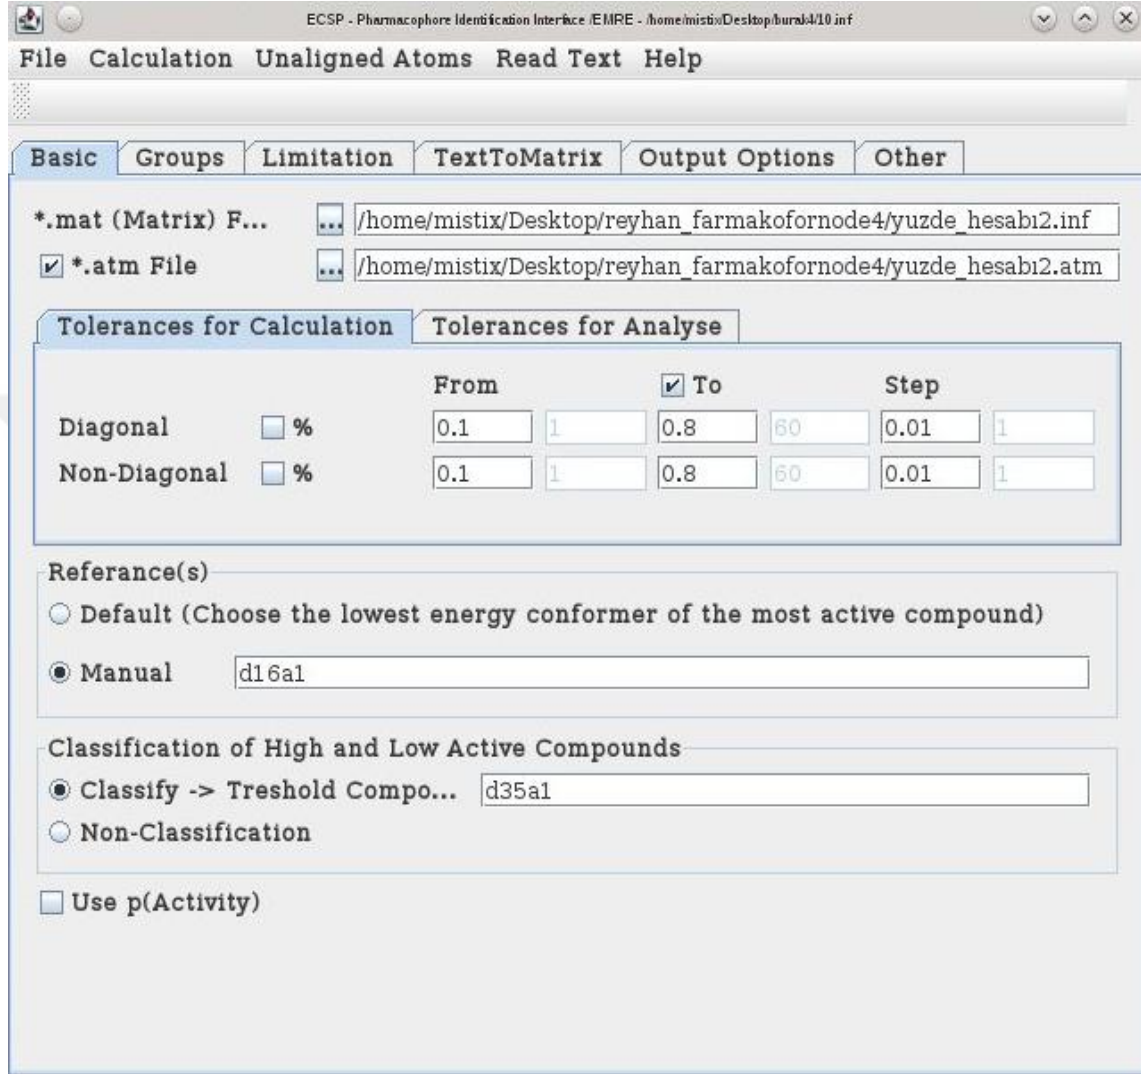 ECSP - Pharmacophore Identification Interface /EMRE - /home/mistix/Desktop/burak4/10.inf
File Calculation Unaligned Atoms Read Text Help
Basic Groups Limitation TextToMatrix Output Options Other
*.mat (Matrix) F... ... /home/mistix/Desktop/reyhan_farmakofornode4/yuzde_hesabı2.inf
*.atm File ... /home/mistix/Desktop/reyhan_farmakofornode4/yuzde_hesabı2.atm
Tolerances for Calculation Tolerances for Analyse
From To Step
Diagonal % 0.1 1 0.8 60 0.01 1
Non-Diagonal % 0.1 1 0.8 60 0.01 1
Referance(s)
Default (Choose the lowest energy conformer of the most active compound)
Manual d16a1
Classification of High and Low Active Compounds
Classify -> Treshold Compo... d35a1
Non-Classification
Use p(Activity)